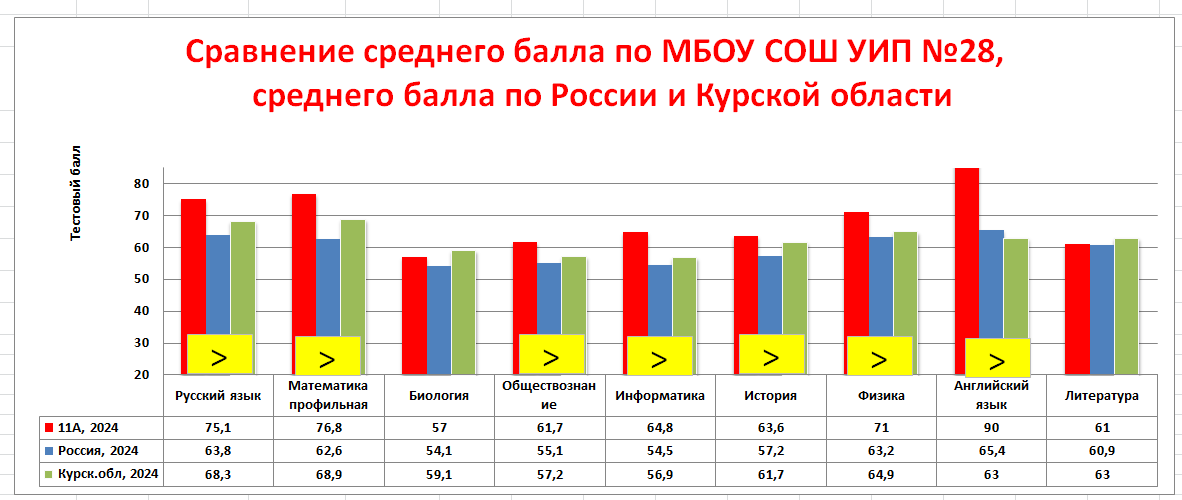 Сравнение среднего балла по МБОУ СОШ УИП №28,
среднего балла по России и Курской области
Тестовый балл
80
70
60
50
40
30
20
> > > > > > >
Русский язык Математика профильная Биология Обществознан ие Информатика История Физика Английский язык Литература
11А, 2024 75,1 76,8 57 61,7 64,8 63,6 71 90 61
Россия, 2024 63,8 62,6 54,1 55,1 54,5 57,2 63,2 65,4 60,9
Курск.обл, 2024 68,3 68,9 59,1 57,2 56,9 61,7 64,9 63 63